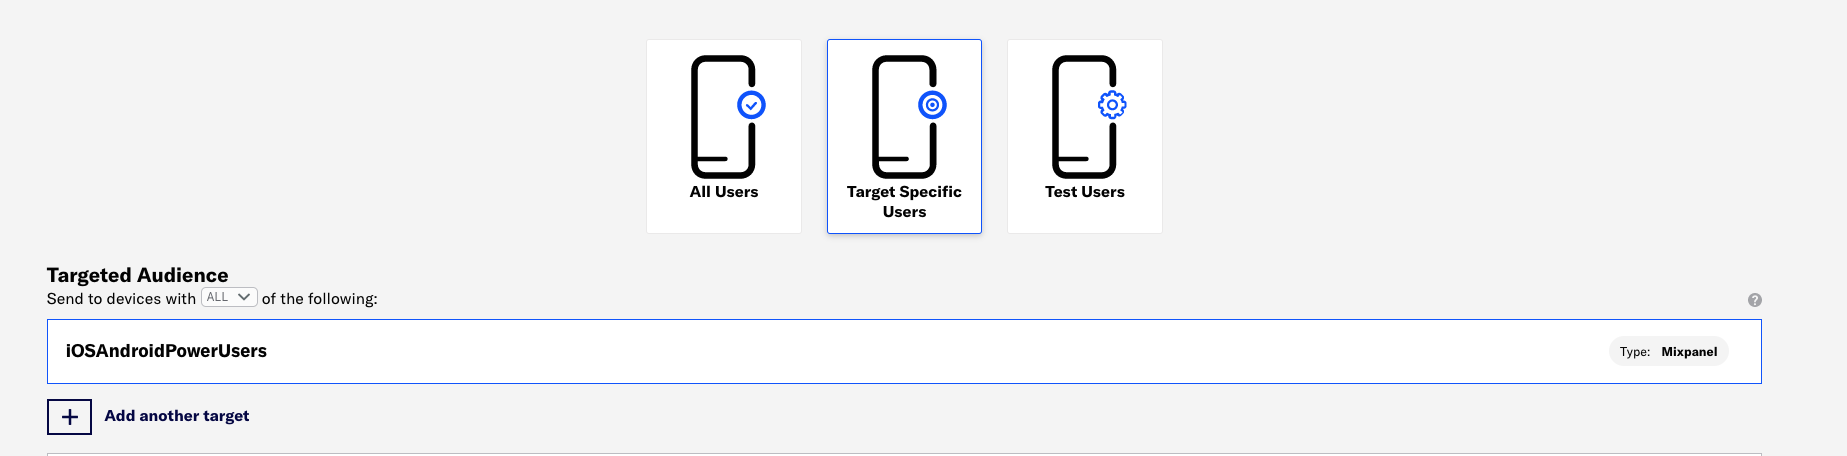 All Users
Target Specific
Users
Test Users
Targeted Audience
Send to devices with ALL of the following:
?
iOSAndroidPowerUsers
Type: Mixpanel
+ Add another target